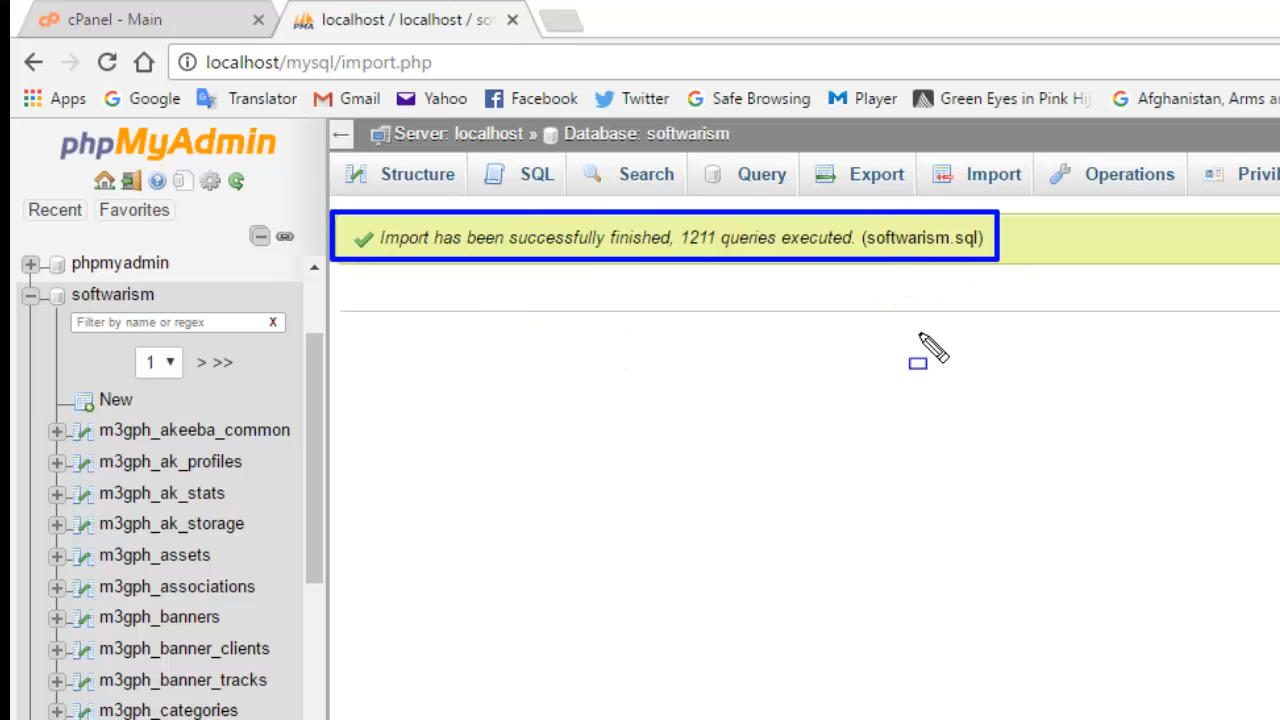 cPanel - Main
localhost / localhost / so
localhost/mysql/import.php
Apps Google Translator Gmail Yahoo Facebook Twitter Safe Browsing Player Green Eyes in Pink Hij Afghanistan, Arms a
phpMyAdmin
Server: localhost » Database: softwarism
Structure SQL Search Query Export Import Operations Privil
Recent Favorites
Import has been successfully finished, 1211 queries executed. (softwarism.sql)
phpmyadmin
softwarism
Filter by name or regex X
1 > >>
New
m3gph_akeeba_common
m3gph_ak_profiles
m3gph_ak_stats
m3gph_ak_storage
m3gph_assets
m3gph_associations
m3gph_banners
m3gph_banner_clients
m3gph_banner_tracks
m3gph_categories